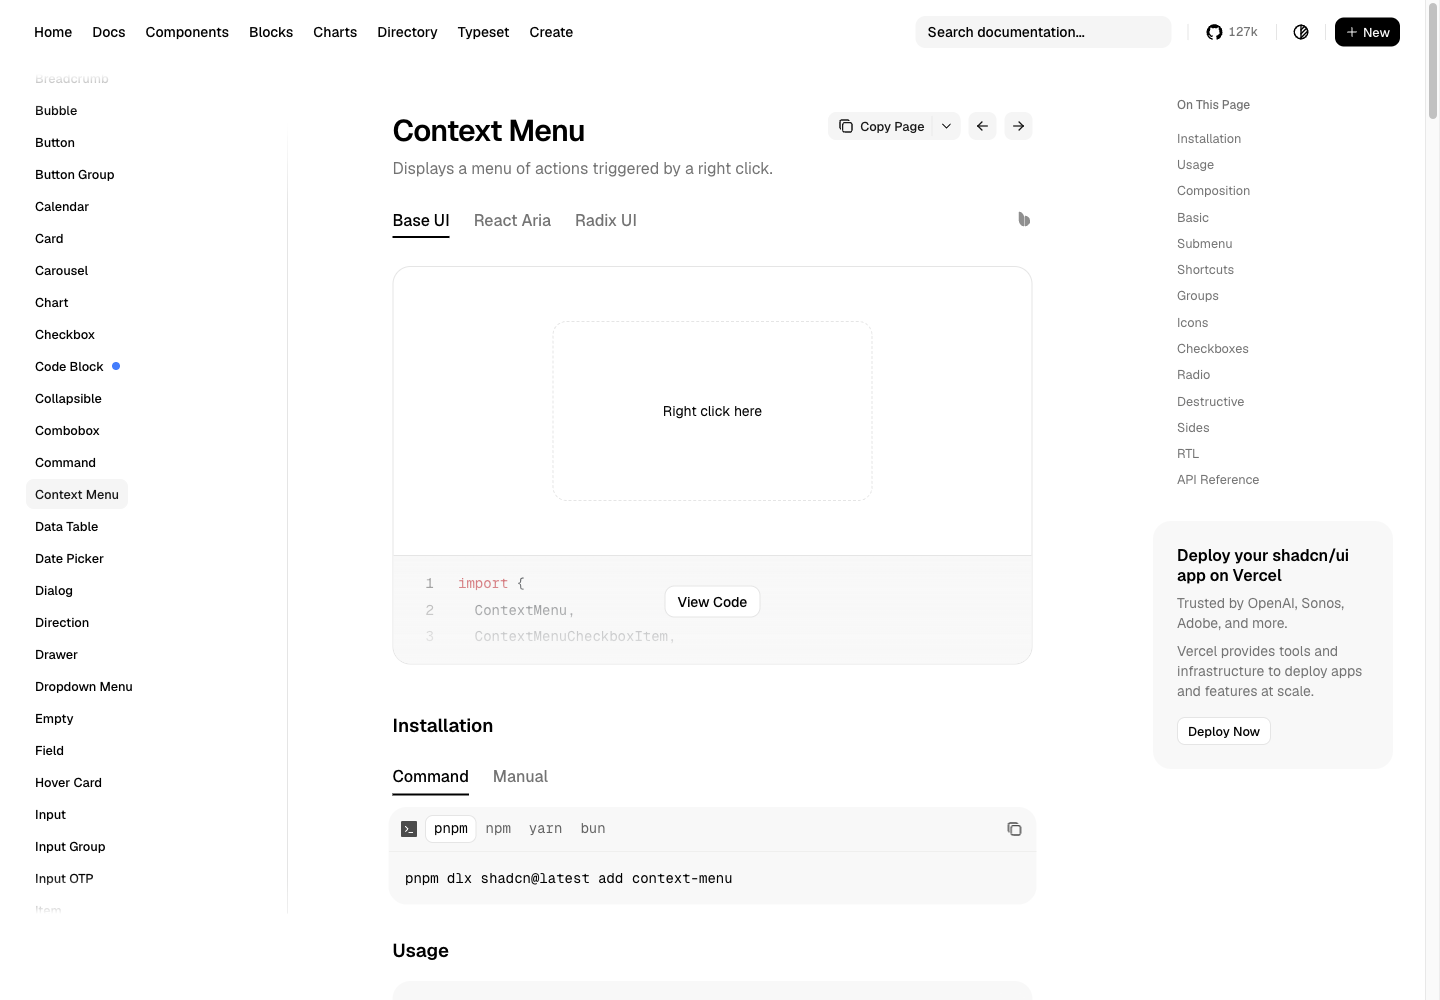 Home Docs Components Blocks Charts Directory Typeset Create
Search documentation...
127k
New
Breadcrumb
Bubble
Button
Button Group
Calendar
Card
Carousel
Chart
Checkbox
Code Block
Collapsible
Combobox
Command
Context Menu
Data Table
Date Picker
Dialog
Direction
Drawer
Dropdown Menu
Empty
Field
Hover Card
Input
Input Group
Input OTP
Item
Context Menu
Copy Page
Displays a menu of actions triggered by a right click.
Base UI React Aria Radix UI
Right click here
1 import {
2 ContextMenu,
3 ContextMenuCheckboxItem,
View Code
Installation
Command Manual
pnpm npm yarn bun
pnpm dlx shadcn@latest add context-menu
Usage
On This Page
Installation
Usage
Composition
Basic
Submenu
Shortcuts
Groups
Icons
Checkboxes
Radio
Destructive
Sides
RTL
API Reference
Deploy your shadcn/ui
app on Vercel
Trusted by OpenAI, Sonos,
Adobe, and more.
Vercel provides tools and
infrastructure to deploy apps
and features at scale.
Deploy Now